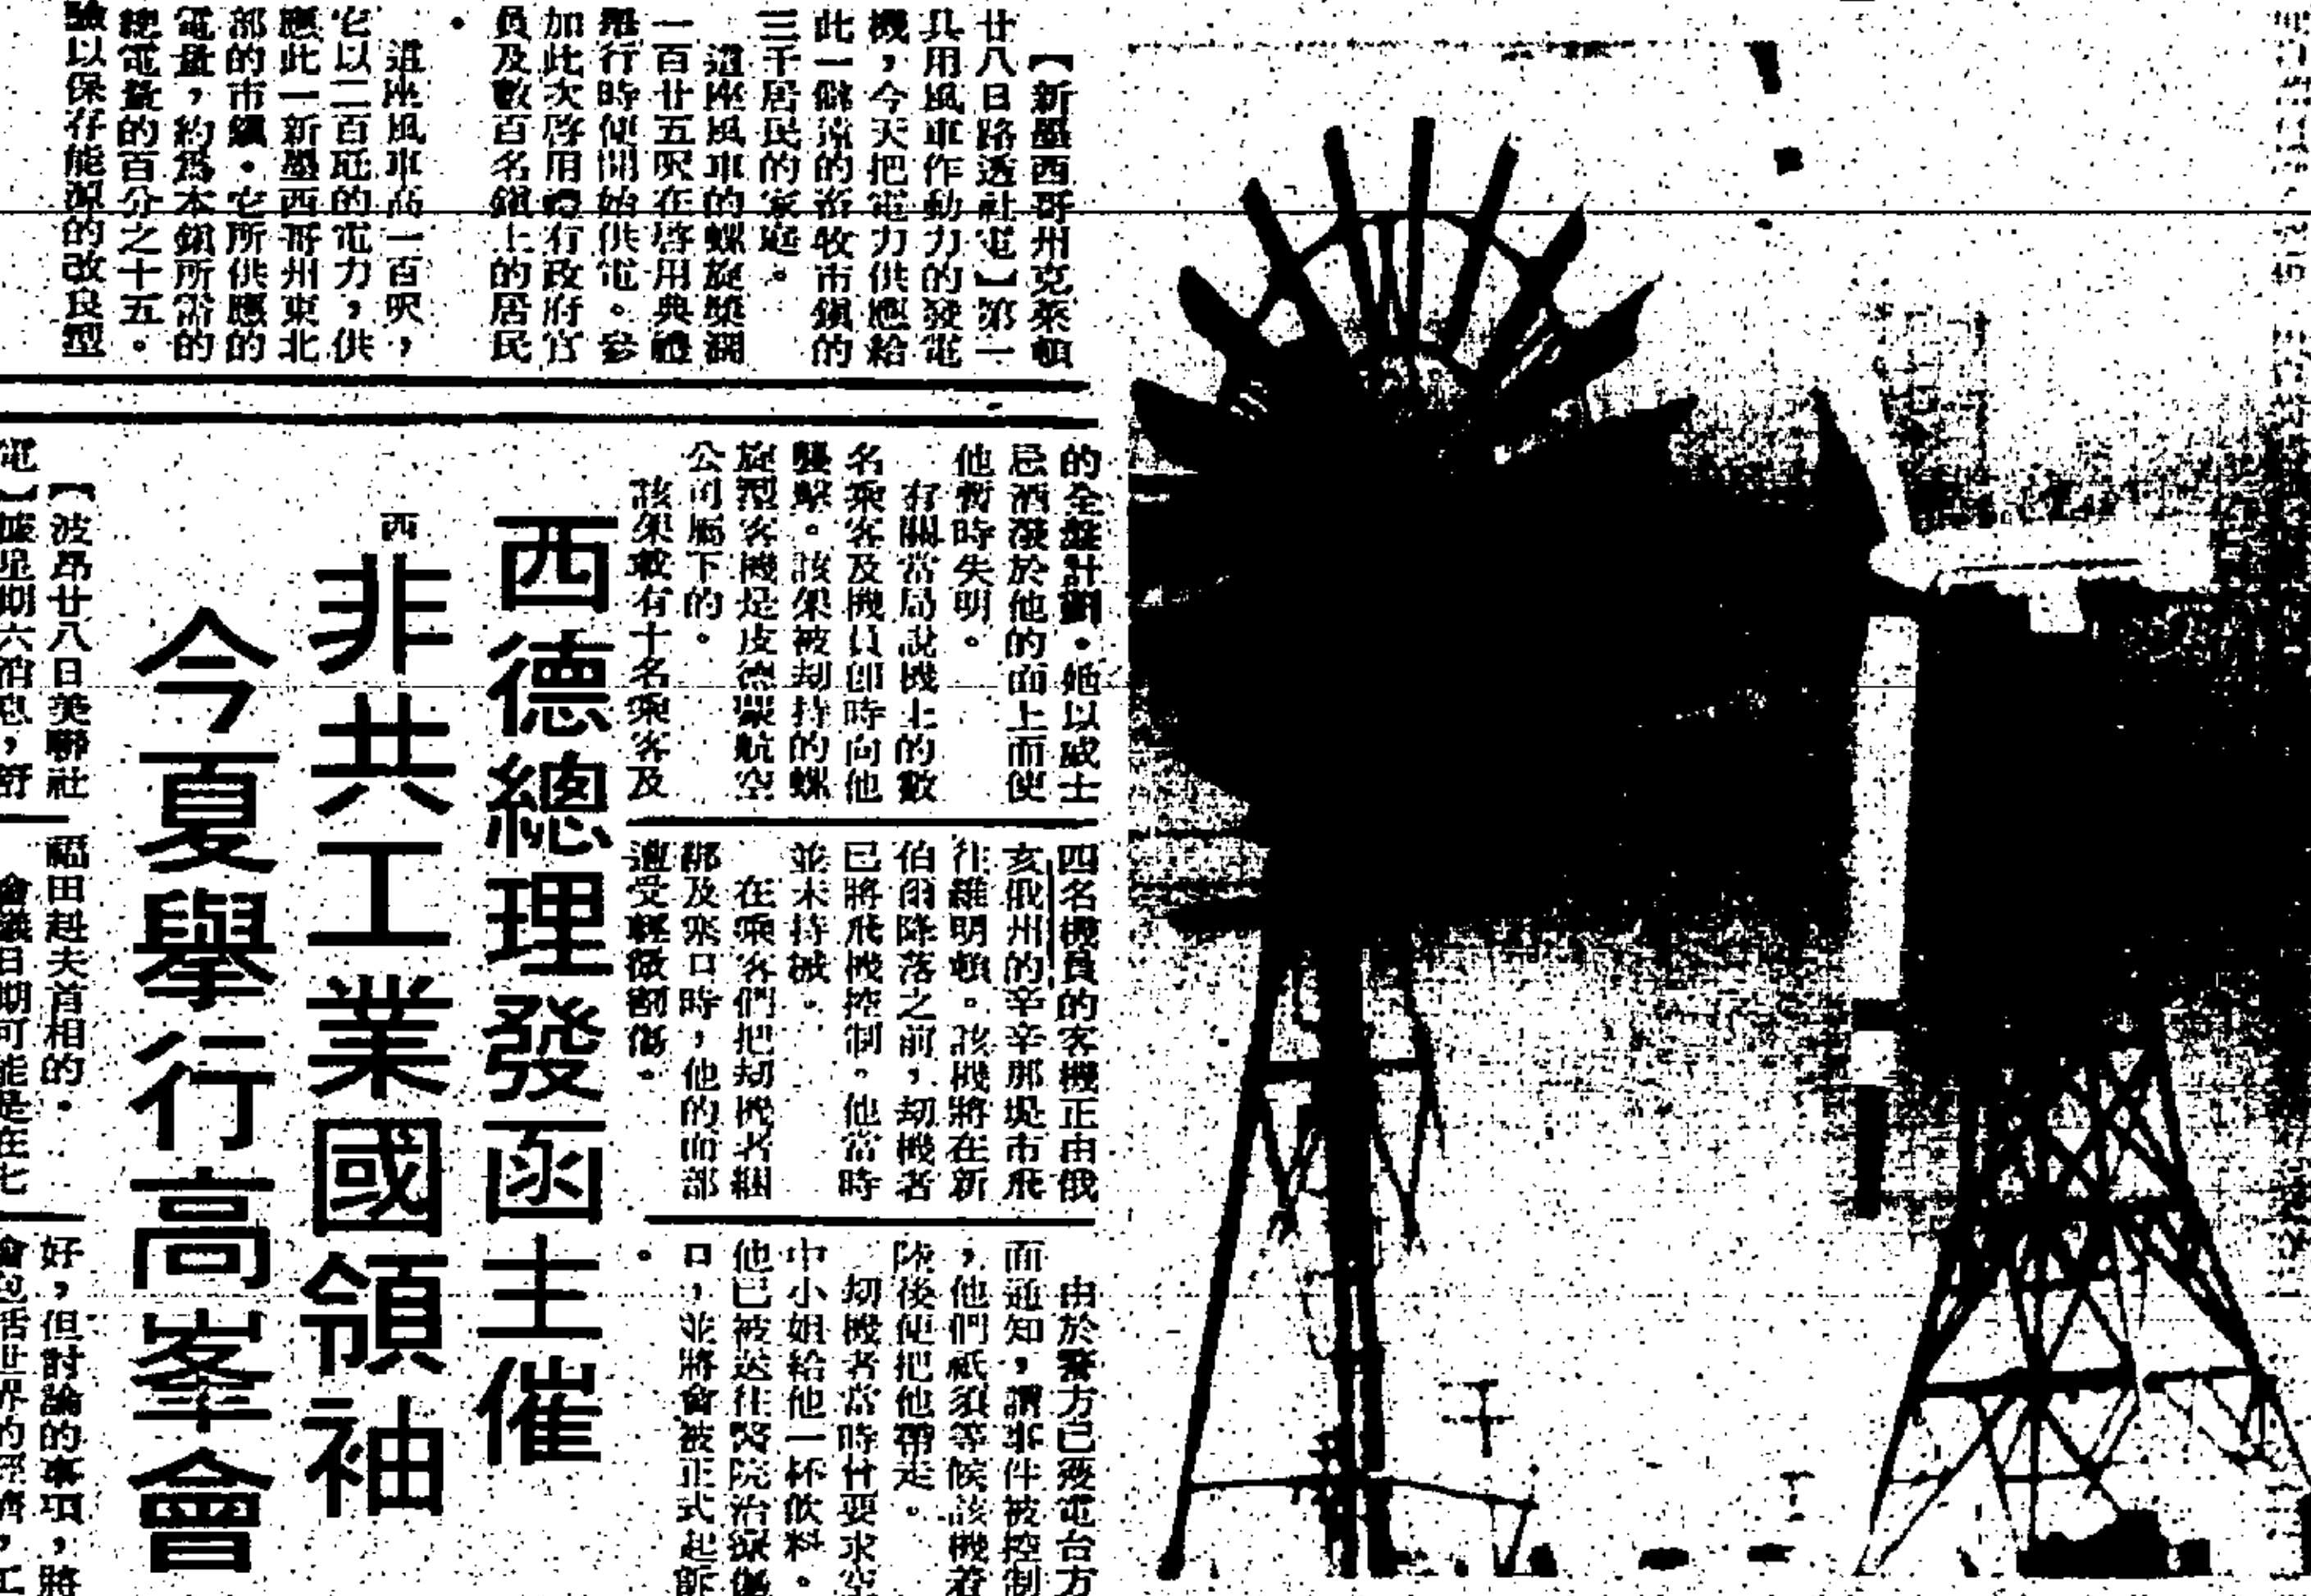 【新墨西哥州克萊頓
廿八日路透社電】第一
具用風車作動力的發電
機，今天把電力供應給
此一僻遠的畜牧市鎮的
三千居民的家庭。
這座風車的螺旋槳濶
一百廿五呎在啓用典禮
舉行時便開始供電。參
加此次啓用禮有政府官
員及數百名鎮上的居民
。
這座風車高一百呎，
它以二百瓩的電力，供
應此一新墨西哥州東北
部的市鎮。它所供應的
電量，約爲本鎮所需的
總電量的百分之十五。
驗以保存能源的改良型
的全盤計劃。她以威士
忌酒潑於他的面上而使
他暫時失明。
有關當局說機上的數
名乘客及機員卽時向他
襲擊。該架被刼持的螺
旋型客機是皮德蒙航空
公司屬下的。
該架載有十名乘客及
四名機員的客機正由俄
亥俄州的辛辛那堤市飛
往維明頓。該機將在新
伯爾降落之前，刼機者
已將飛機控制。他當時
並未持械。
在乘客們把刼機者綑
綁及塞口時，他的面部
遭受輕微割傷。
由於警方已獲電台方
面通知，謂事件被控制
，他們祇須等候該機着
陸後便把他帶走。
刼機者當時曾要求空
中小姐給他一杯飲料。
他已被送往醫院治療傷
口，並將會被正式起訴
。
西德總理發函主催
西
非共工業國領袖
今夏舉行高峯會
【波昂廿八日美聯社
電】據星期六消息，舒
福田赳夫首相的。
會議日期可能是在七
好，但討論的事項，將
會包括世界的經濟，工